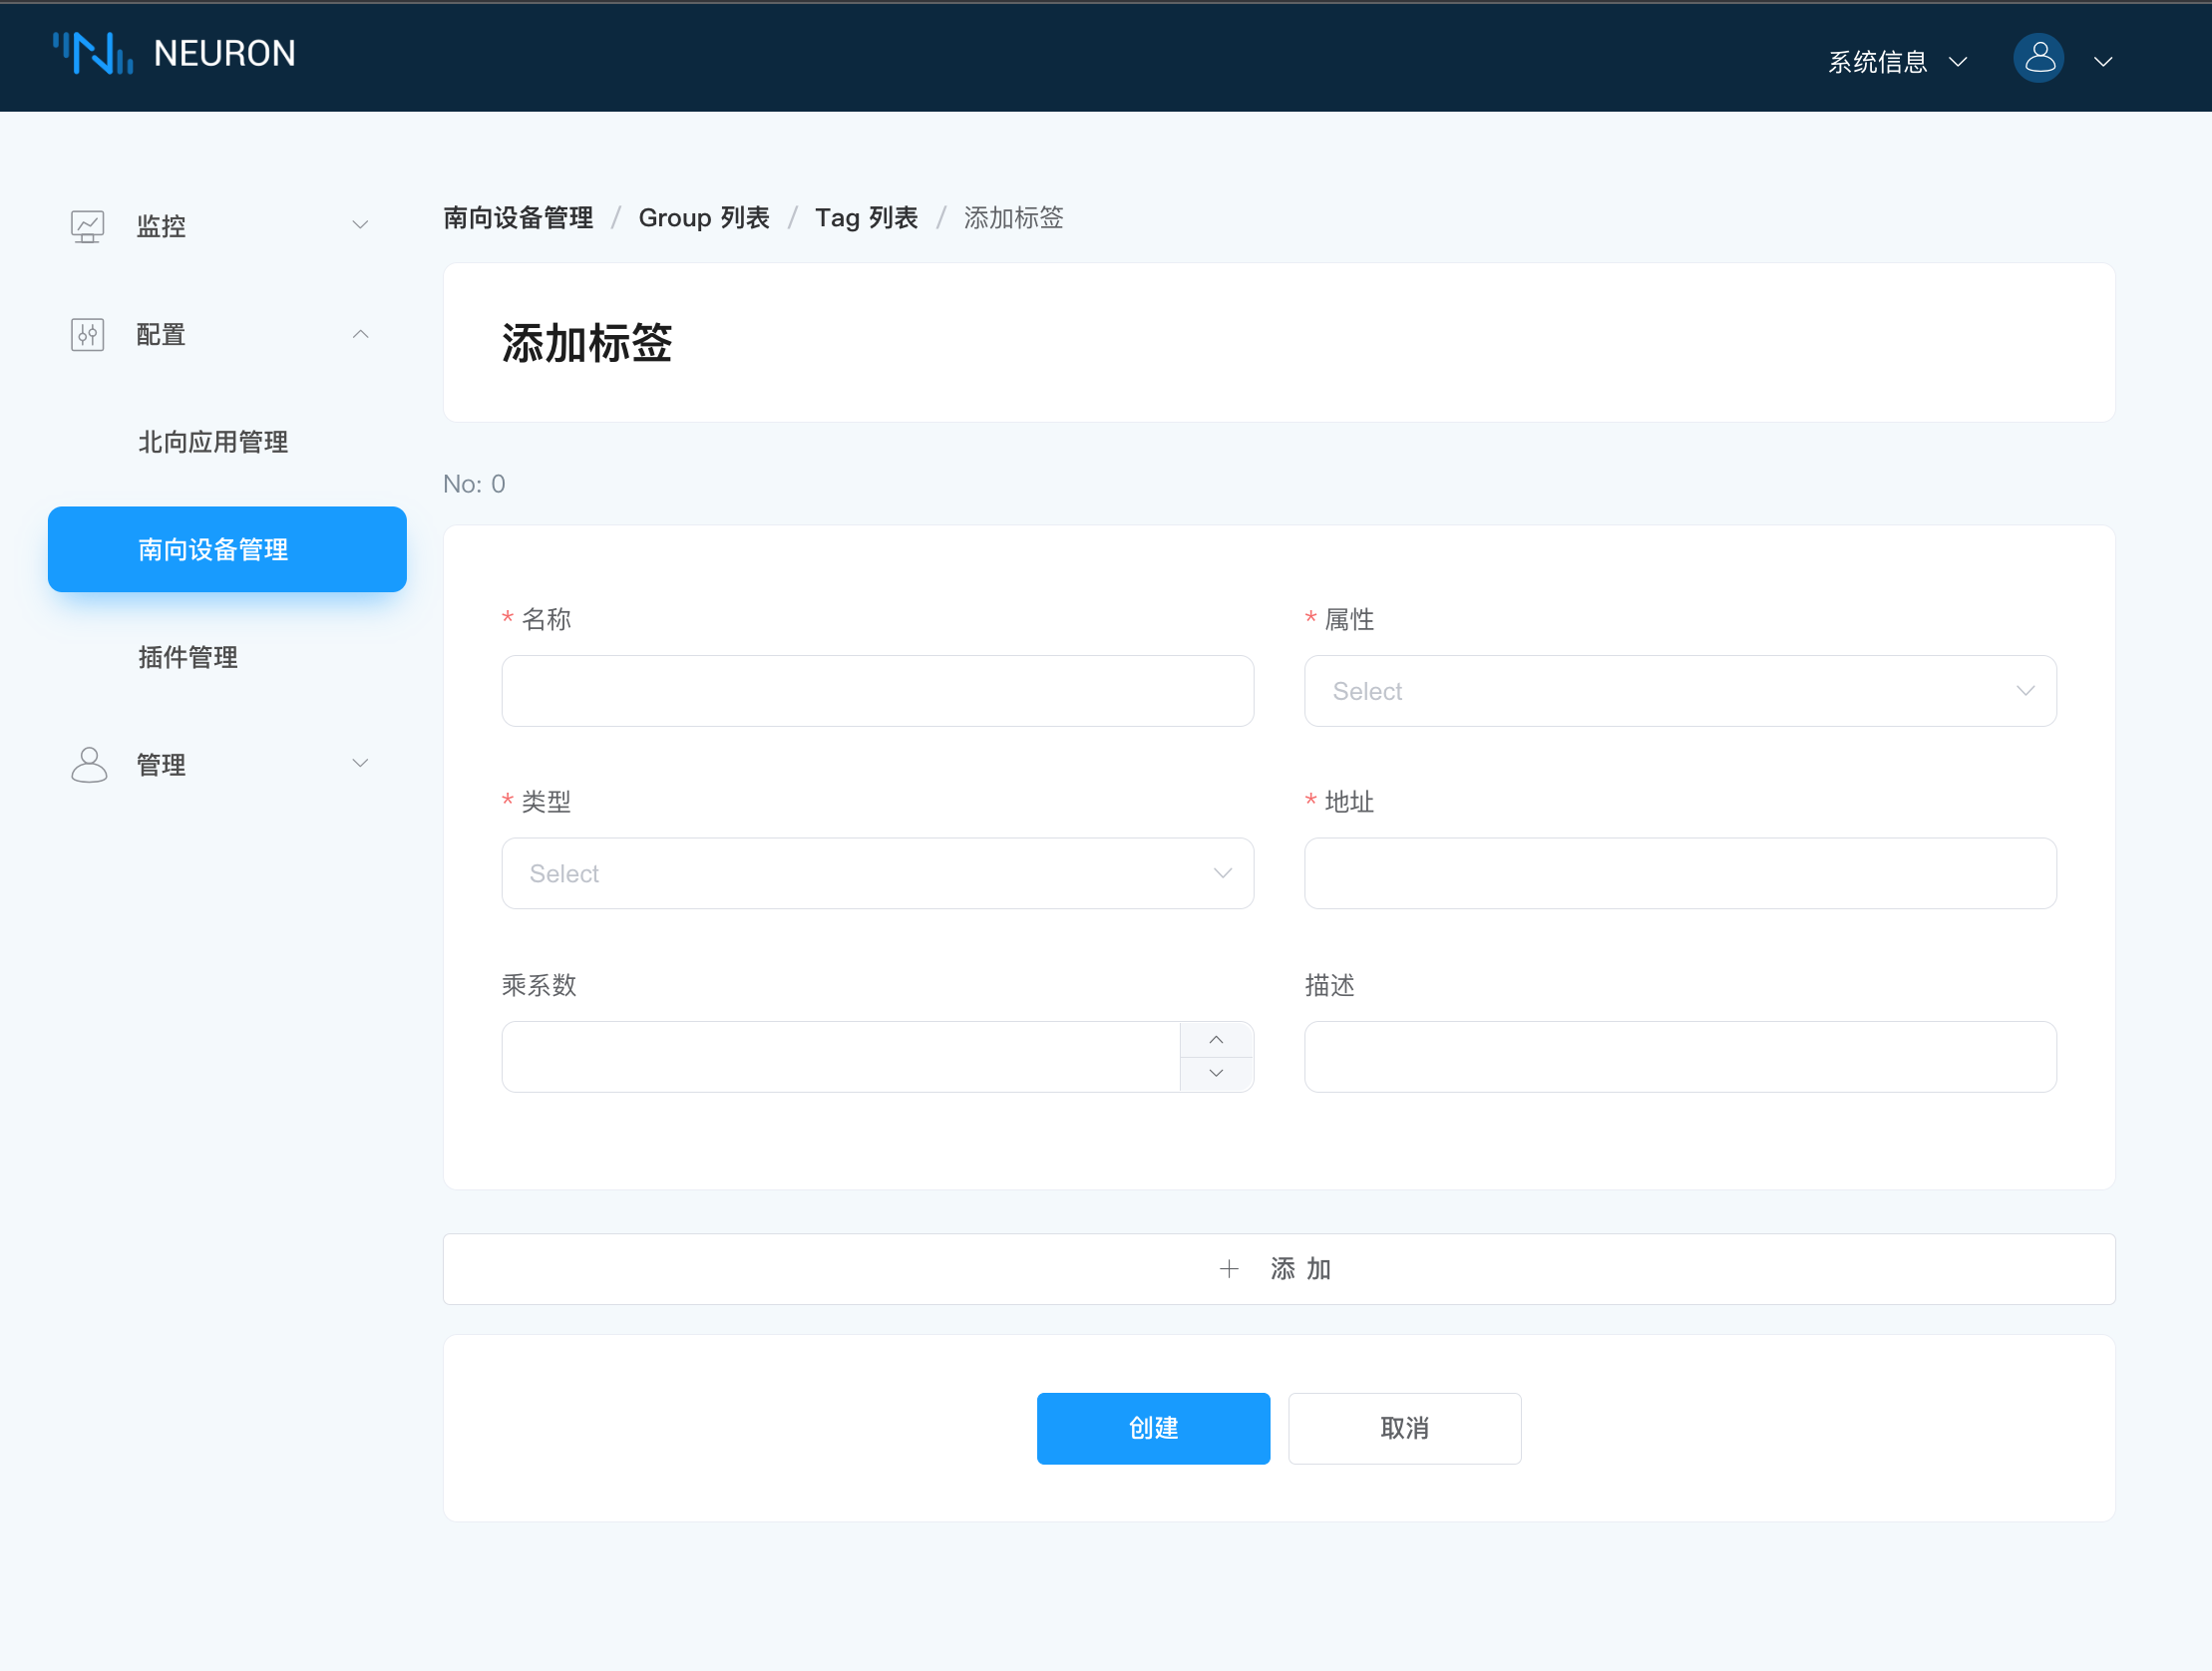 NEURON
系统信息
监控
配置
北向应用管理
南向设备管理
插件管理
管理
南向设备管理 / Group 列表 / Tag 列表 / 添加标签
添加标签
No: 0
* 名称
* 属性
Select
* 类型
* 地址
Select
乘系数
描述
添 加
创建
取消